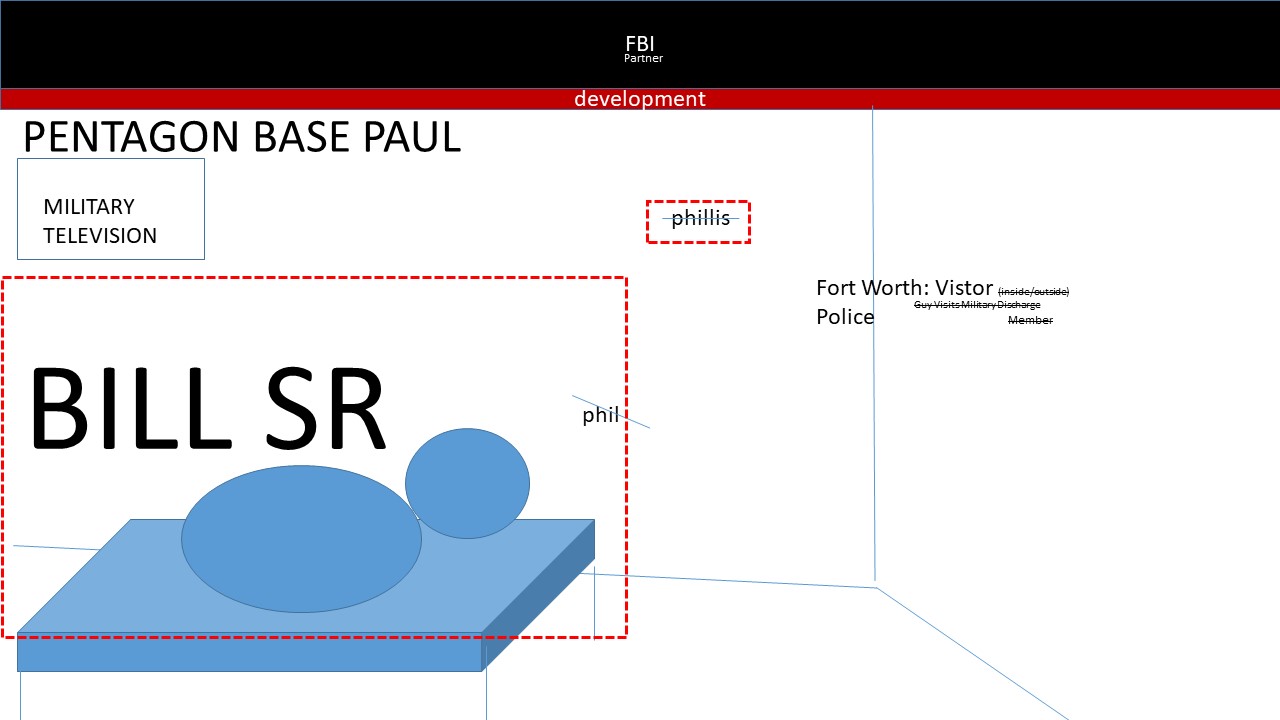 FBI
Partner
development
PENTAGON BASE PAUL
MILITARY
TELEVISION
phillis
Fort Worth: Vistor (inside/outside)
Guy Visits Military Discharge
Police
Member
BILL SR
phil